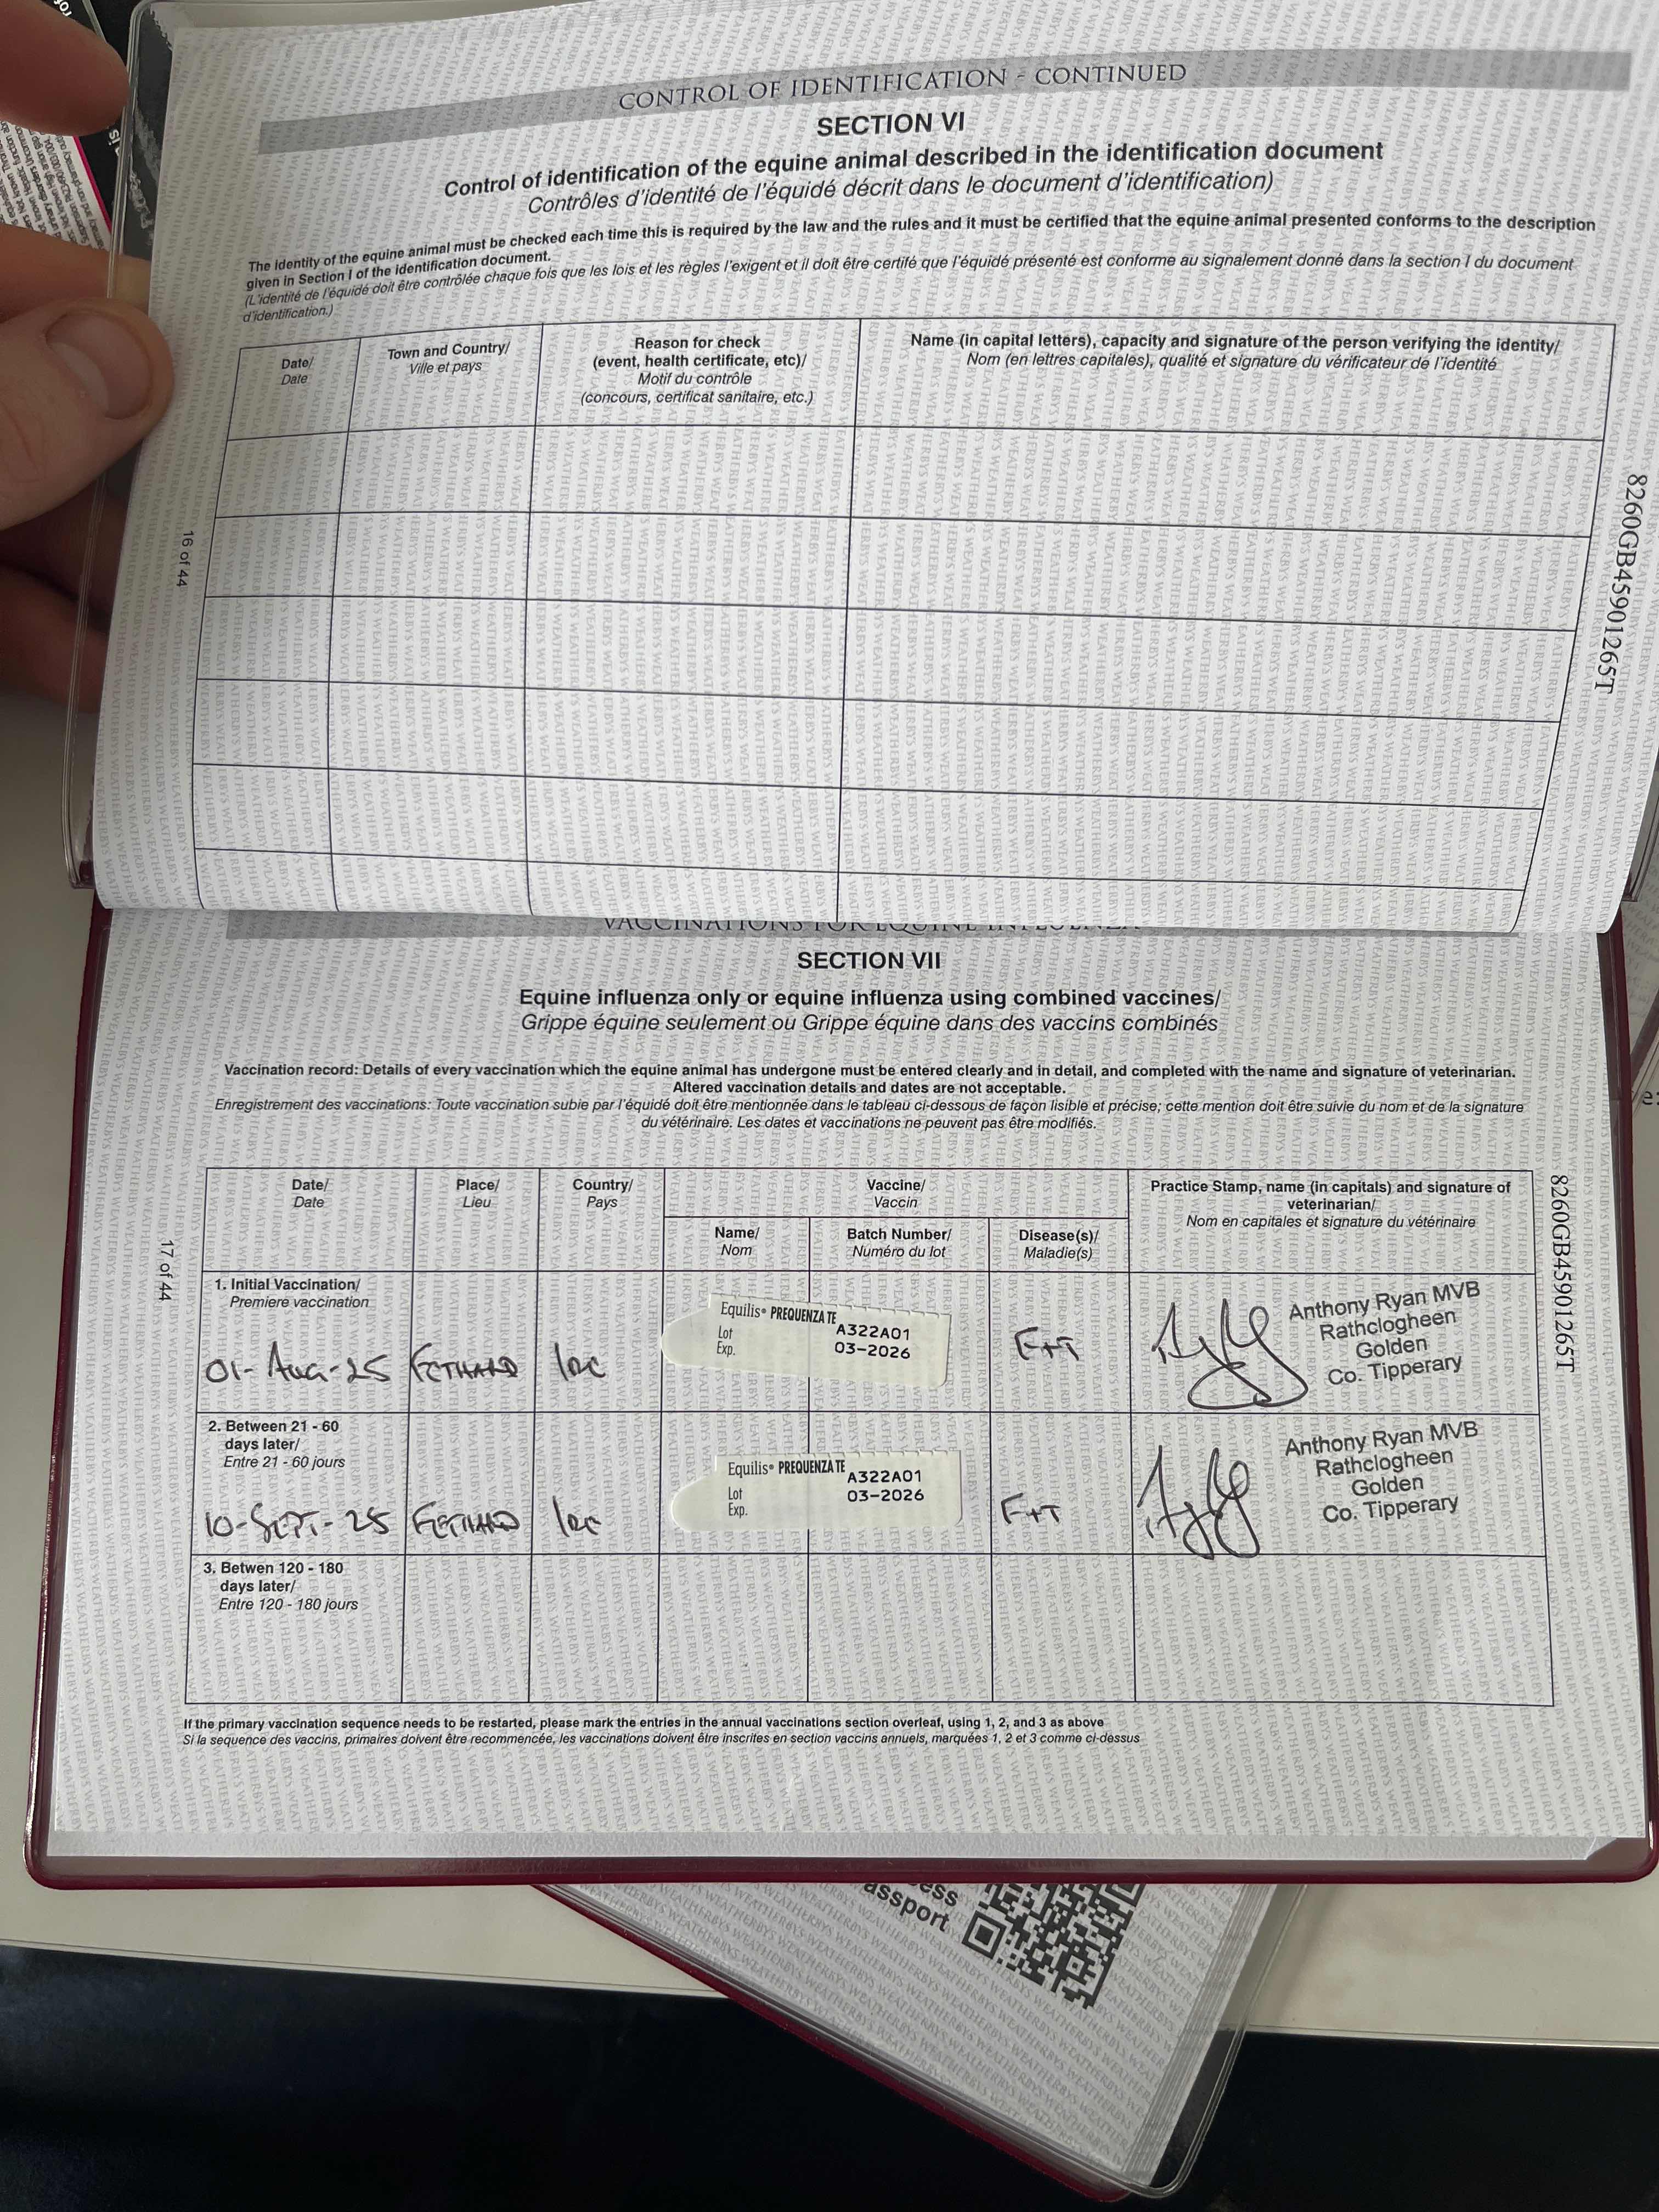 CONTROL OF IDENTIFICATION - CONTINUED
SECTION VI
Control of identification of the equine animal described in the identification document
Contrôles d'identité de l'équidé décrit dans le document d'identification)
The identity of the equine animal must be checked each time this is required by the law and the rules and it must be certified that the equine animal presented conforms to the description
given in Section I of the identification document.
(L'identité de l'équidé doit être contrôlée chaque fois que les lois et les règles l'exigent et il doit être certifé que l'équidé présenté est conforme au signalement donné dans la section I du document
d'identification.)
Date/
Date
Town and Country/
Ville et pays
Reason for check
(event, health certificate, etc)/
Motif du contrôle
(concours, certificat sanitaire, etc.)
Name (in capital letters), capacity and signature of the person verifying the identity/
Nom (en lettres capitales), qualité et signature du vérificateur de l'identité
16 of 44
8260GB45901265T
VACCINATIONS FOR EQUINE INFLUENZA
SECTION VII
Equine influenza only or equine influenza using combined vaccines/
Grippe équine seulement ou Grippe équine dans des vaccins combinés
Vaccination record: Details of every vaccination which the equine animal has undergone must be entered clearly and in detail, and completed with the name and signature of veterinarian.
Altered vaccination details and dates are not acceptable.
Enregistrement des vaccinations: Toute vaccination subie par l'équidé doit être mentionnée dans le tableau ci-dessous de façon lisible et précise; cette mention doit être suivie du nom et de la signature
du vétérinaire. Les dates et vaccinations ne peuvent pas être modifiés.
Date/
Date
Place/
Lieu
Country/
Pays
Vaccine/
Vaccin
Name/
Nom
Batch Number/
Numéro du lot
Disease(s)/
Maladie(s)
Practice Stamp, name (in capitals) and signature of
veterinarian/
Nom en capitales et signature du vétérinaire
1. Initial Vaccination/
Premiere vaccination
01-Aug-25
FETHARD
Ire
Equilis® PREQUENZA TE
Lot A322A01
Exp. 03-2026
F+T
Anthony Ryan MVB
Rathclogheen
Golden
Co. Tipperary
2. Between 21 - 60
days later/
Entre 21 - 60 jours
10-SEPT-25
FETHARD
Ire
Equilis® PREQUENZA TE
Lot A322A01
Exp. 03-2026
F+T
Anthony Ryan MVB
Rathclogheen
Golden
Co. Tipperary
3. Betwen 120 - 180
days later/
Entre 120 - 180 jours
If the primary vaccination sequence needs to be restarted, please mark the entries in the annual vaccinations section overleaf, using 1, 2, and 3 as above
Si la sequence des vaccins, primaires doivent être recommencée, les vaccinations doivent être inscrites en section vaccins annuels, marquées 1, 2 et 3 comme ci-dessus
17 of 44
8260GB45901265T
WEATHERBYS